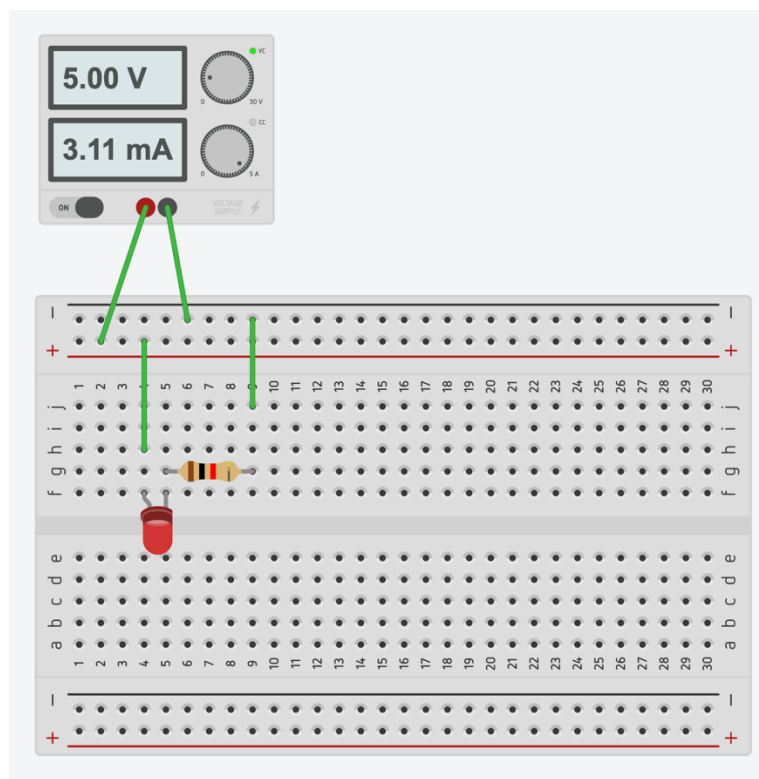 VC
5.00 V
0 30 V
CC
3.11 mA
0 5 A
ON
VOLTAGE
SUPPLY
− −
+ +
1 2 3 4 5 6 7 8 9 10 11 12 13 14 15 16 17 18 19 20 21 22 23 24 25 26 27 28 29 30
j j
i i
h h
g g
f f
e e
d d
c c
b b
a a
1 2 3 4 5 6 7 8 9 10 11 12 13 14 15 16 17 18 19 20 21 22 23 24 25 26 27 28 29 30
− −
+ +